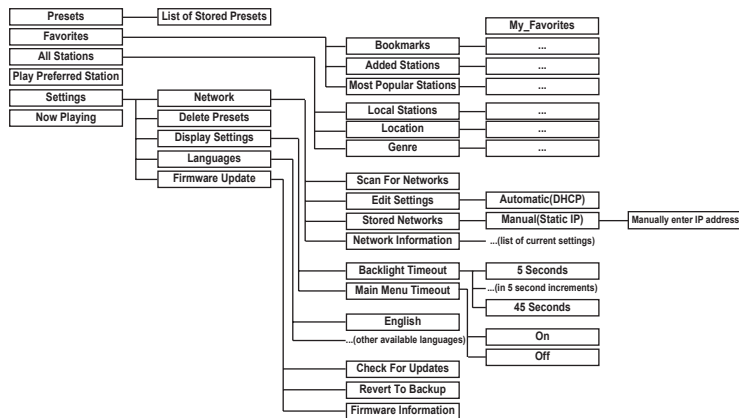 Presets
List of Stored Presets
My_Favorites
Favorites
Bookmarks
...
All Stations
Added Stations
...
Play Preferred Station
Most Popular Stations
...
Settings
Network
Local Stations
...
Now Playing
Delete Presets
Location
...
Display Settings
Genre
...
Languages
Firmware Update
Scan For Networks
Edit Settings
Automatic(DHCP)
Stored Networks
Manual(Static IP)
Manually enter IP address
Network Information
...(list of current settings)
Backlight Timeout
5 Seconds
Main Menu Timeout
...(in 5 second increments)
45 Seconds
English
...(other available languages)
On
Off
Check For Updates
Revert To Backup
Firmware Information